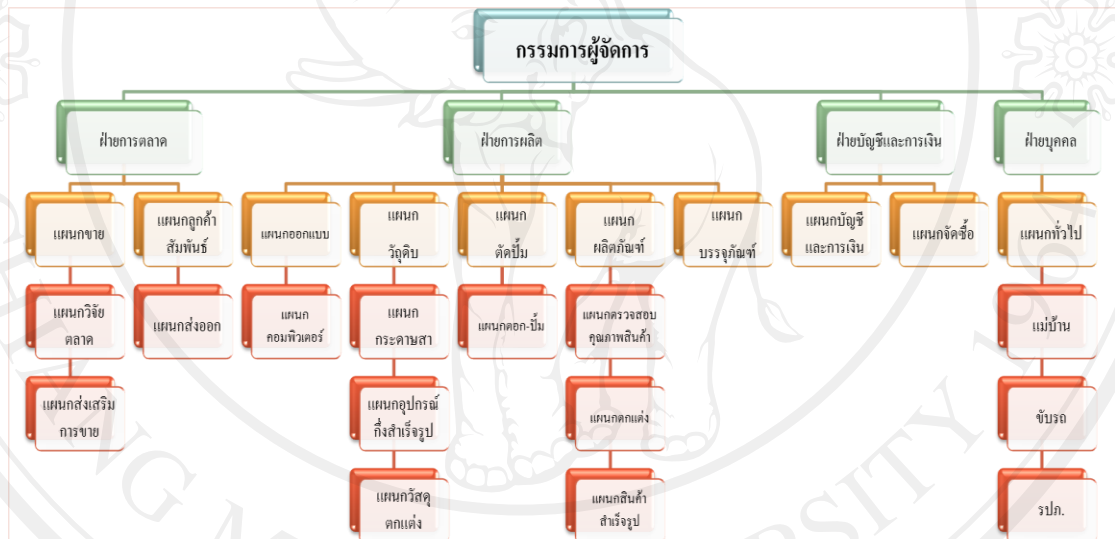 กรรมการผู้จัดการ
ฝ่ายการตลาด
ฝ่ายการผลิต
ฝ่ายบัญชีและการเงิน
ฝ่ายบุคคล
แผนกขาย
แผนกลูกค้า
สัมพันธ์
แผนกออกแบบ
แผนก
วัถุดิบ
แผนก
ตัดปั๊ม
แผนก
ผลิตภัณฑ์
แผนก
บรรจุภัณฑ์
แผนกบัญชี
และการเงิน
แผนกจัดซื้อ
แผนกทั่วไป
แผนกวิจัย
ตลาด
แผนกส่งออก
แผนก
คอมพิวเตอร์
แผนก
กระดาษสา
แผนกตอก-ปั๊ม
แผนกตรวจสอบ
คุณภาพสินค้า
แม่บ้าน
แผนกส่งเสริม
การขาย
แผนกอุปกรณ์
กึ่งสำเร็จรูป
แผนกตกแต่ง
ขับรถ
แผนกวัสดุ
ตกแต่ง
แผนกสินค้า
สำเร็จรูป
รปภ.